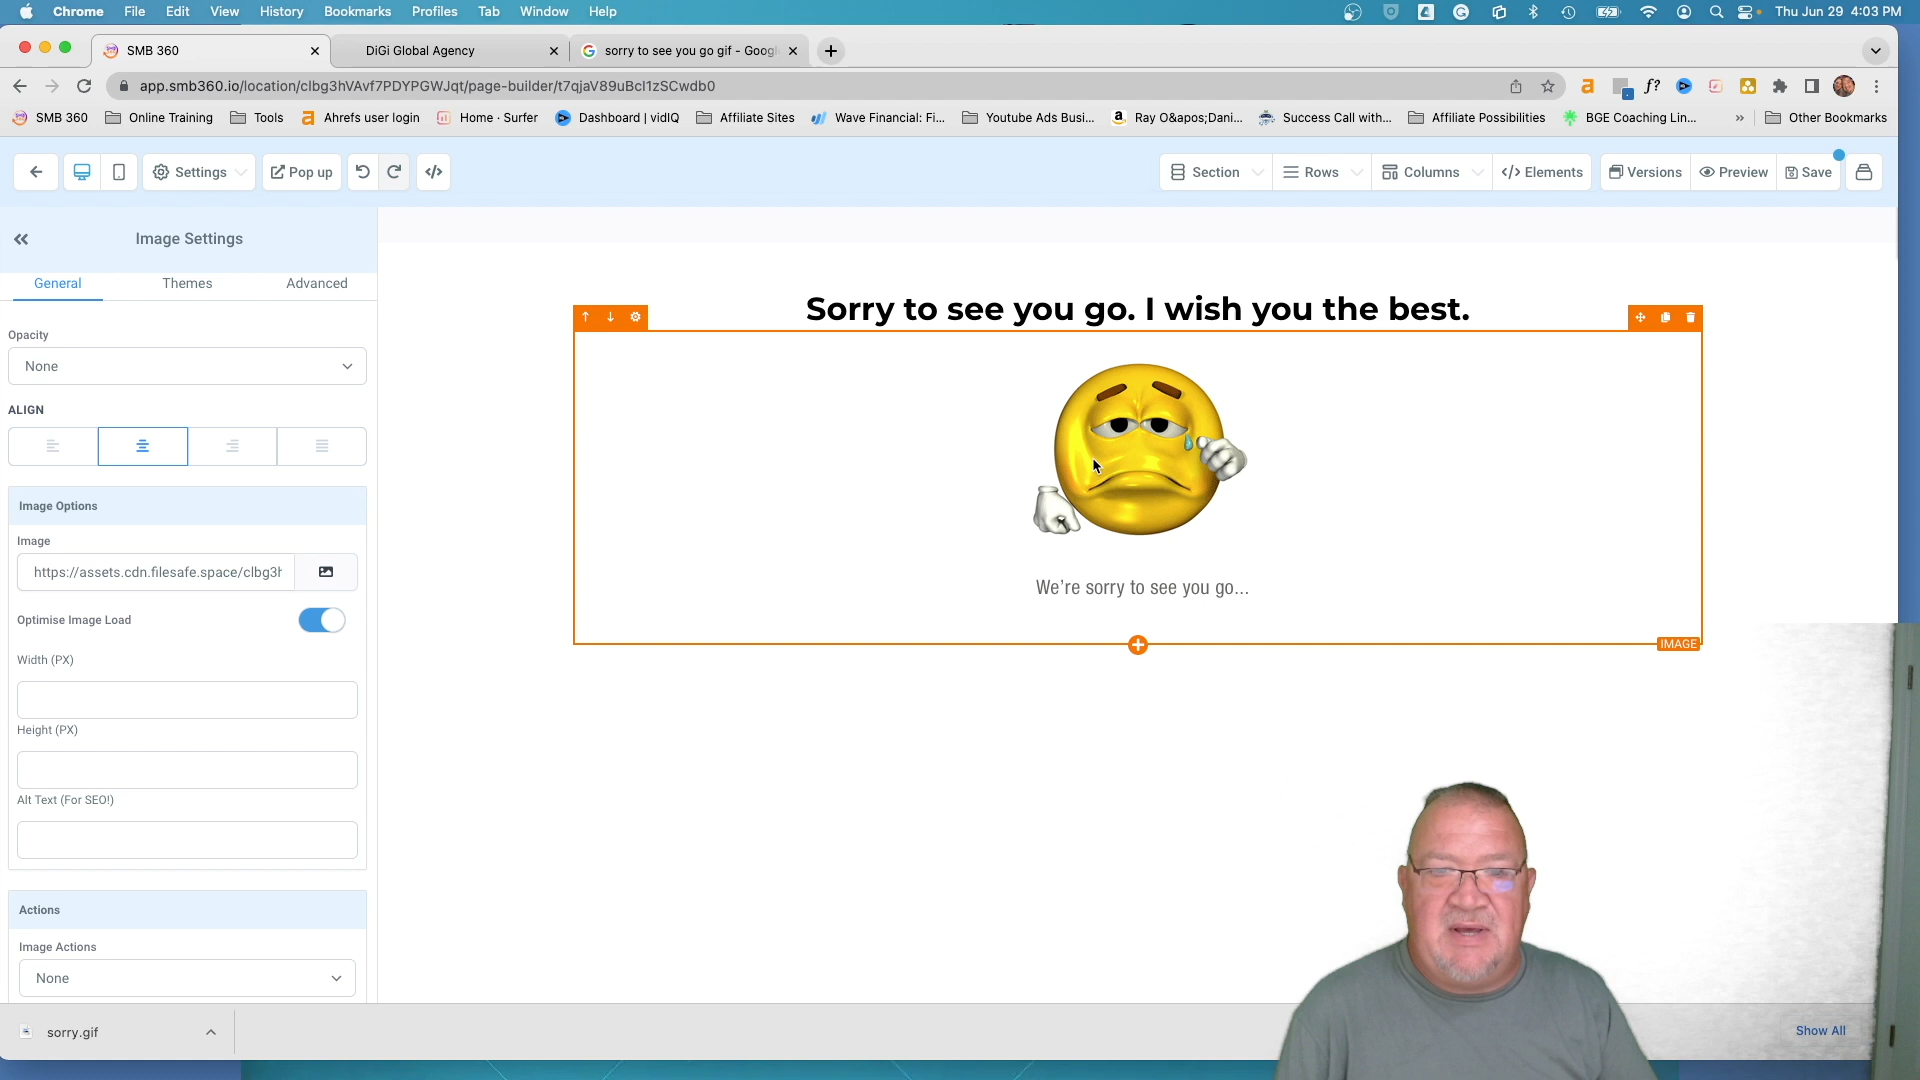 Chrome File Edit View History Bookmarks Profiles Tab Window Help Thu Jun 29 4:03 PM
SMB 360 DiGi Global Agency sorry to see you go gif - Googl
app.smb360.io/location/clbg3hVAvf7PDYPGWJqt/page-builder/t7qjaV89uBcl1zSCwdb0
SMB 360 Online Training Tools Ahrefs user login Home · Surfer Dashboard | vidIQ Affiliate Sites Wave Financial: Fi... Youtube Ads Busi... Ray O&apos;Dani... Success Call with... Affiliate Possibilities BGE Coaching Lin... » Other Bookmarks
Settings Pop up Section Rows Columns </> Elements Versions Preview Save
Image Settings
General Themes Advanced
Opacity
None
ALIGN
Image Options
Image
https://assets.cdn.filesafe.space/clbg3h
Optimise Image Load
Width (PX)
Height (PX)
Alt Text (For SEO!)
Actions
Image Actions
None
Sorry to see you go. I wish you the best.
We're sorry to see you go...
IMAGE
sorry.gif
Show All